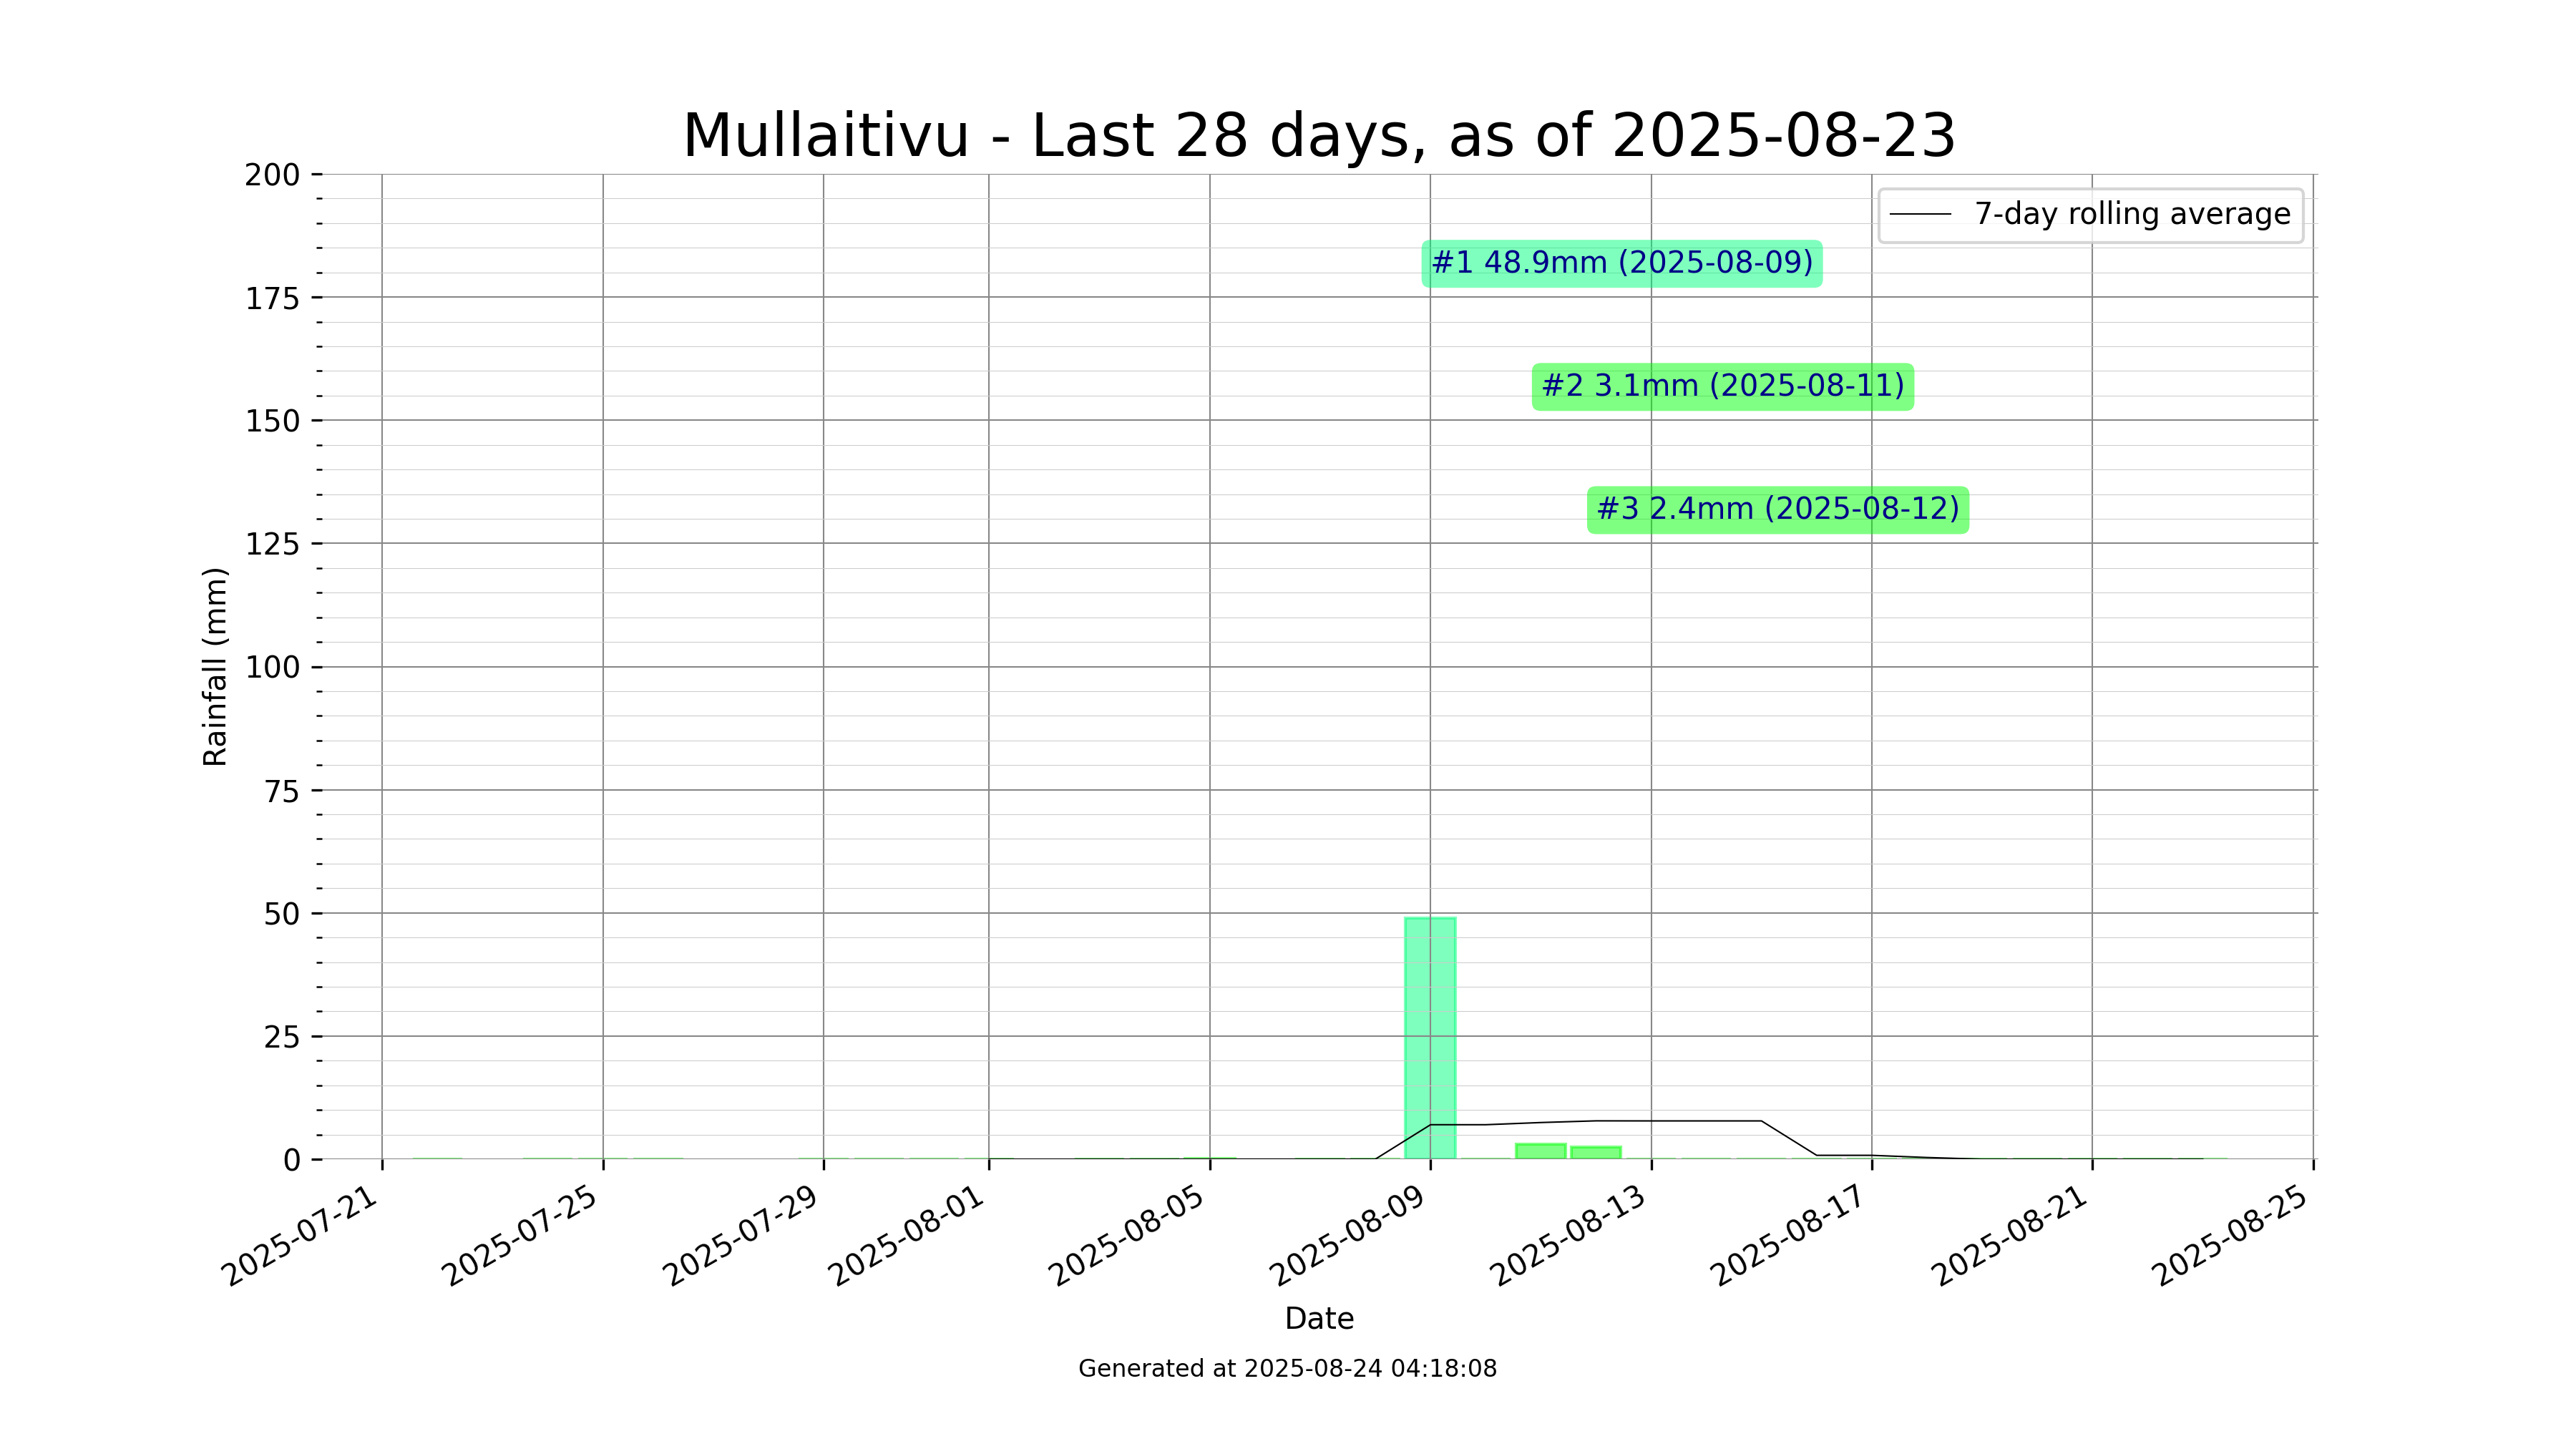 Mullaitivu - Last 28 days, as of 2025-08-23
200
175
150
125
100
75
50
25
0
Rainfall (mm)
7-day rolling average
#1 48.9mm (2025-08-09)
#2 3.1mm (2025-08-11)
#3 2.4mm (2025-08-12)
2025-07-21
2025-07-25
2025-07-29
2025-08-01
2025-08-05
2025-08-09
2025-08-13
2025-08-17
2025-08-21
2025-08-25
Date
Generated at 2025-08-24 04:18:08